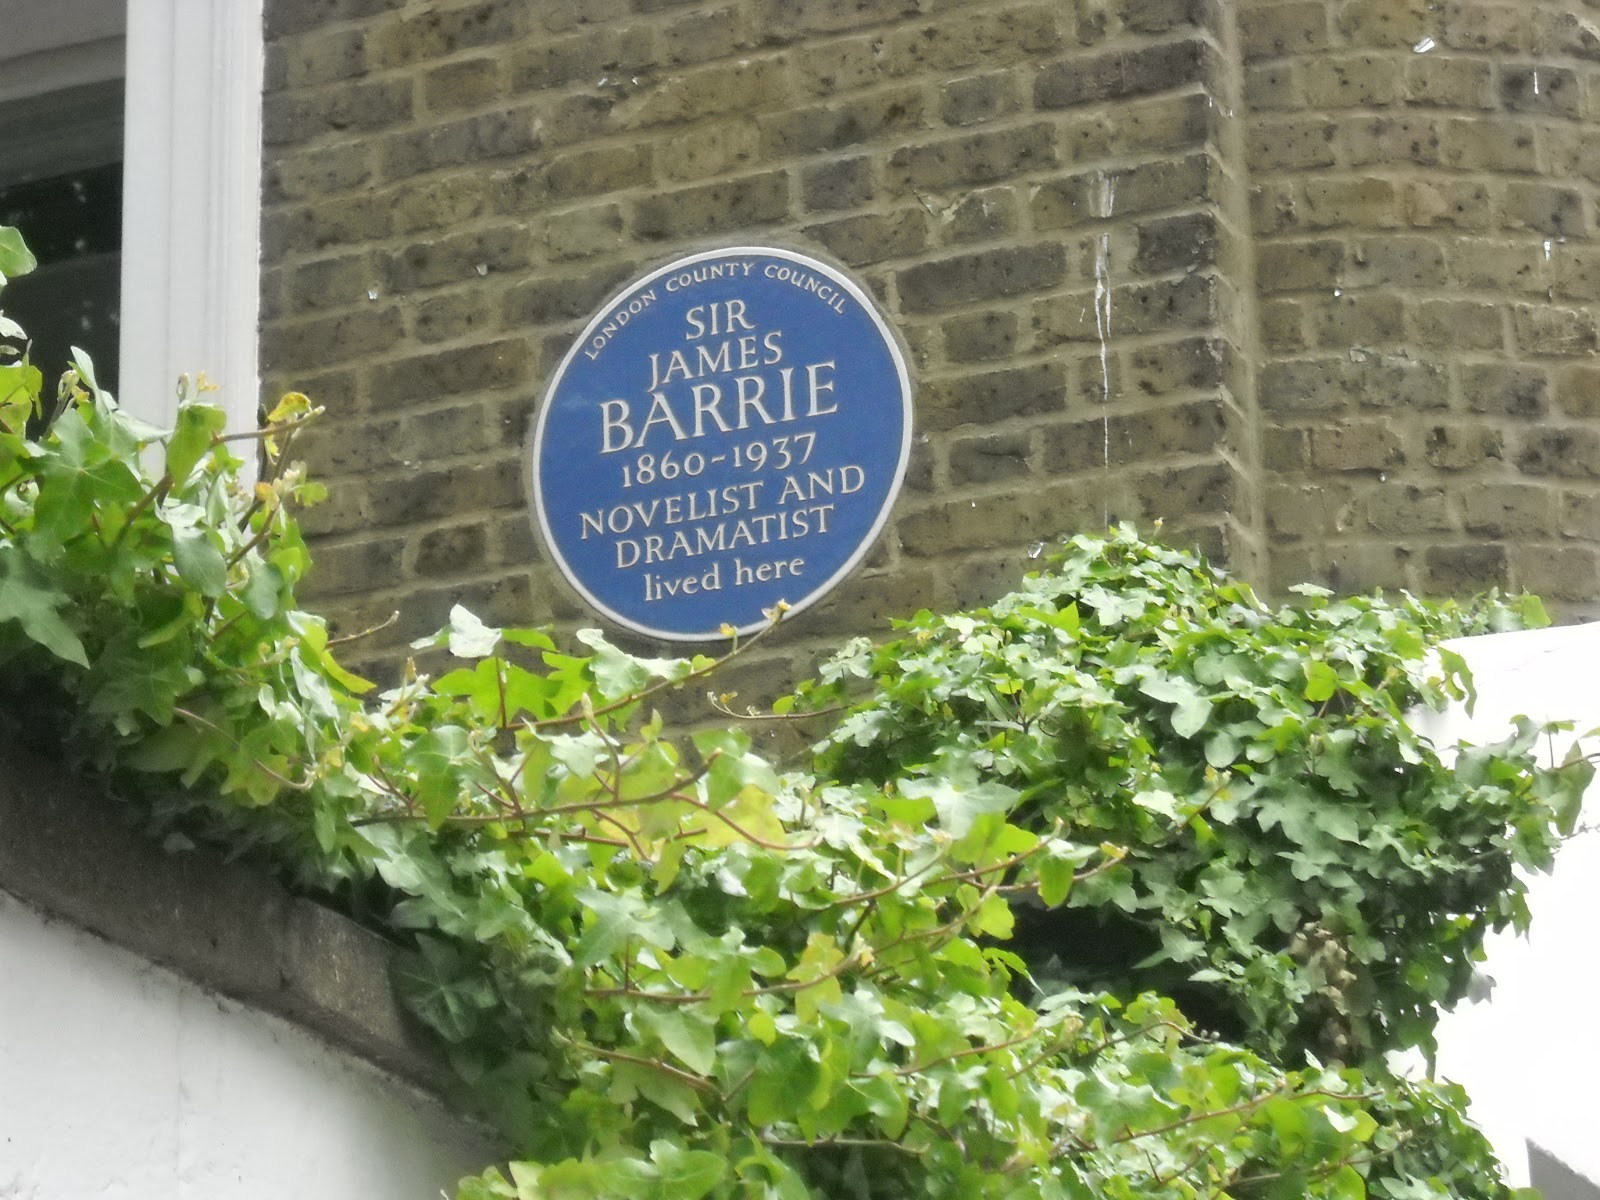 LONDON COUNTY COUNCIL
SIR
JAMES
BARRIE
1860-1937
NOVELIST AND
DRAMATIST
lived here